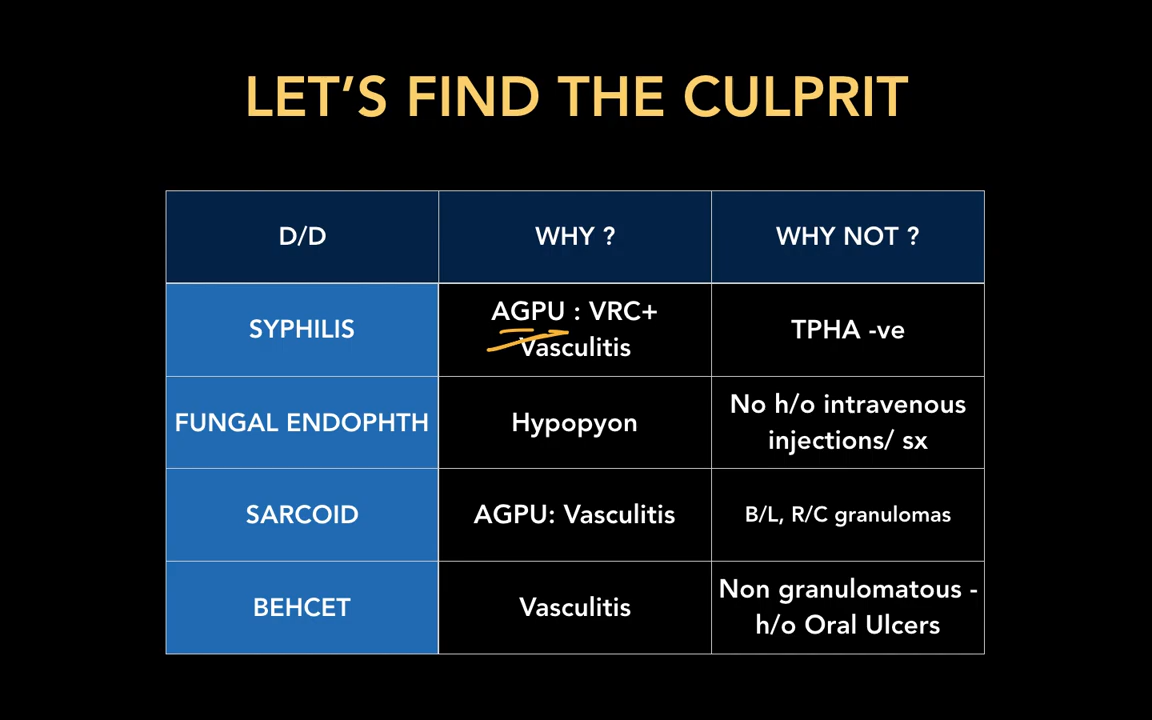 LET'S FIND THE CULPRIT
D/D
WHY ?
WHY NOT ?
SYPHILIS
AGPU : VRC+
Vasculitis
TPHA -ve
FUNGAL ENDOPHTH
Hypopyon
No h/o intravenous
injections/ sx
SARCOID
AGPU: Vasculitis
B/L, R/C granulomas
BEHCET
Vasculitis
Non granulomatous -
h/o Oral Ulcers